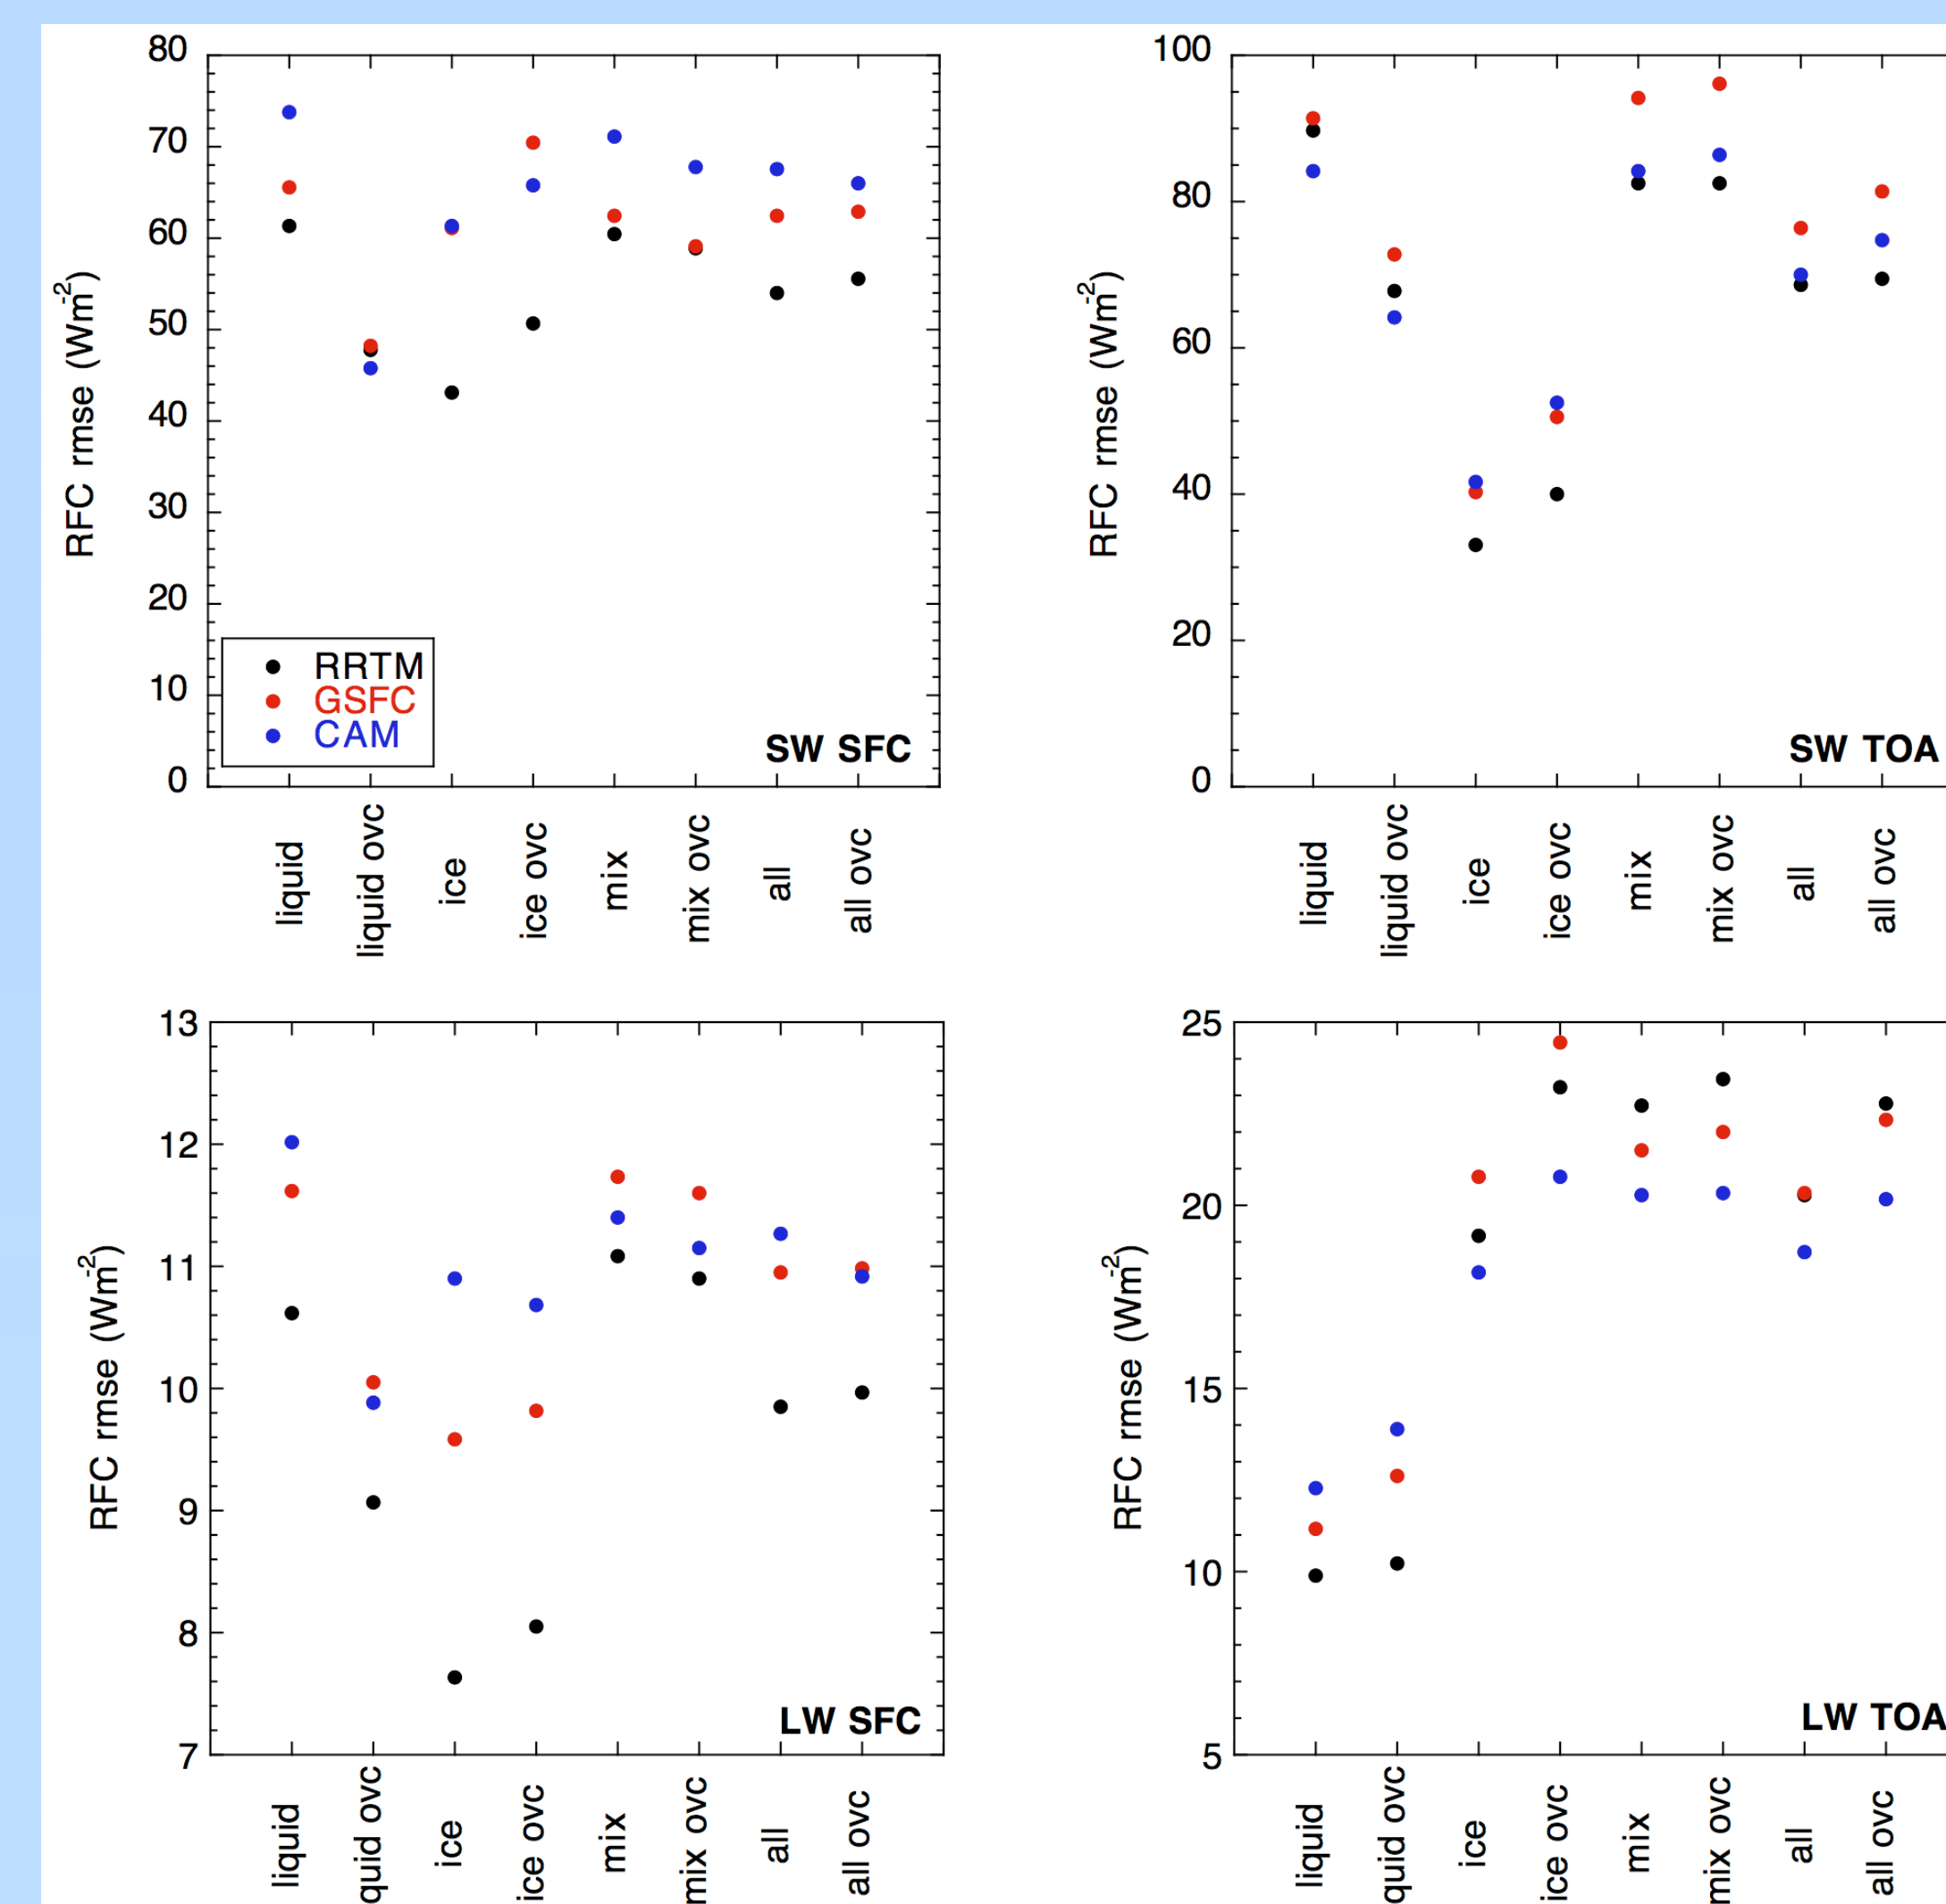 80
70
60
50
40
30
20
10
0
RFC rmse (Wm-2)
RRTM
GSFC
CAM
SW SFC
liquid
liquid ovc
ice
ice ovc
mix
mix ovc
all
all ovc
100
80
60
40
20
0
RFC rmse (Wm-2)
SW TOA
liquid
liquid ovc
ice
ice ovc
mix
mix ovc
all
all ovc
13
12
11
10
9
8
7
RFC rmse (Wm-2)
LW SFC
liquid
quid ovc
ice
ice ovc
mix
mix ovc
all
all ovc
25
20
15
10
5
RFC rmse (Wm-2)
LW TOA
liquid
quid ovc
ice
ice ovc
mix
mix ovc
all
all ovc